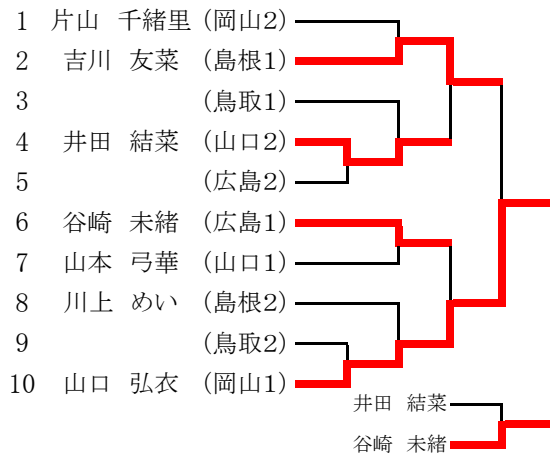 1 片山 千緒里 (岡山2)
2 吉川 友菜 (島根1)
3 (鳥取1)
4 井田 結菜 (山口2)
5 (広島2)
6 谷崎 未緒 (広島1)
7 山本 弓華 (山口1)
8 川上 めい (島根2)
9 (鳥取2)
10 山口 弘衣 (岡山1)
井田 結菜
谷崎 未緒